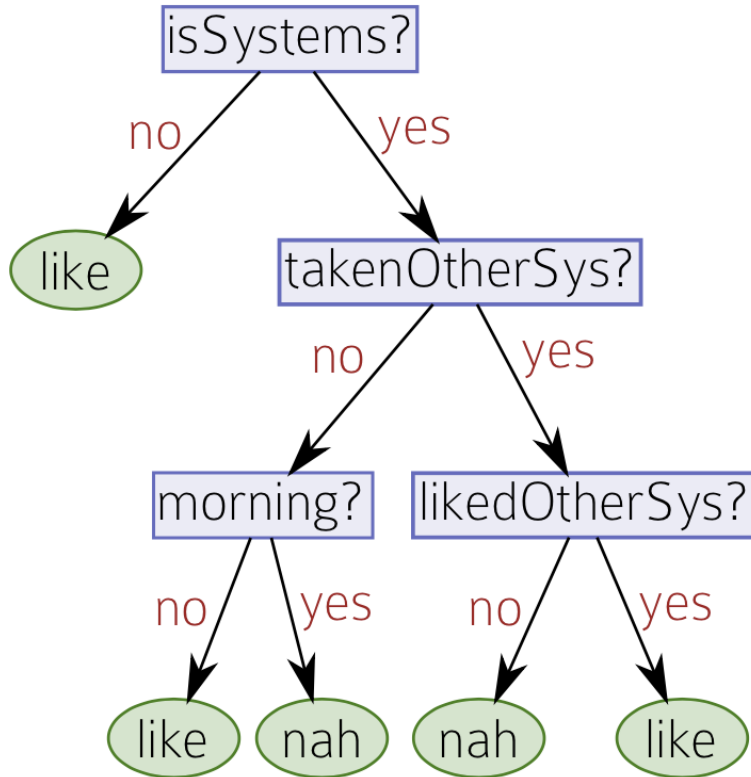 isSystems?
no
yes
like
takenOtherSys?
no
yes
morning?
likedOtherSys?
no
yes
no
yes
like
nah
nah
like